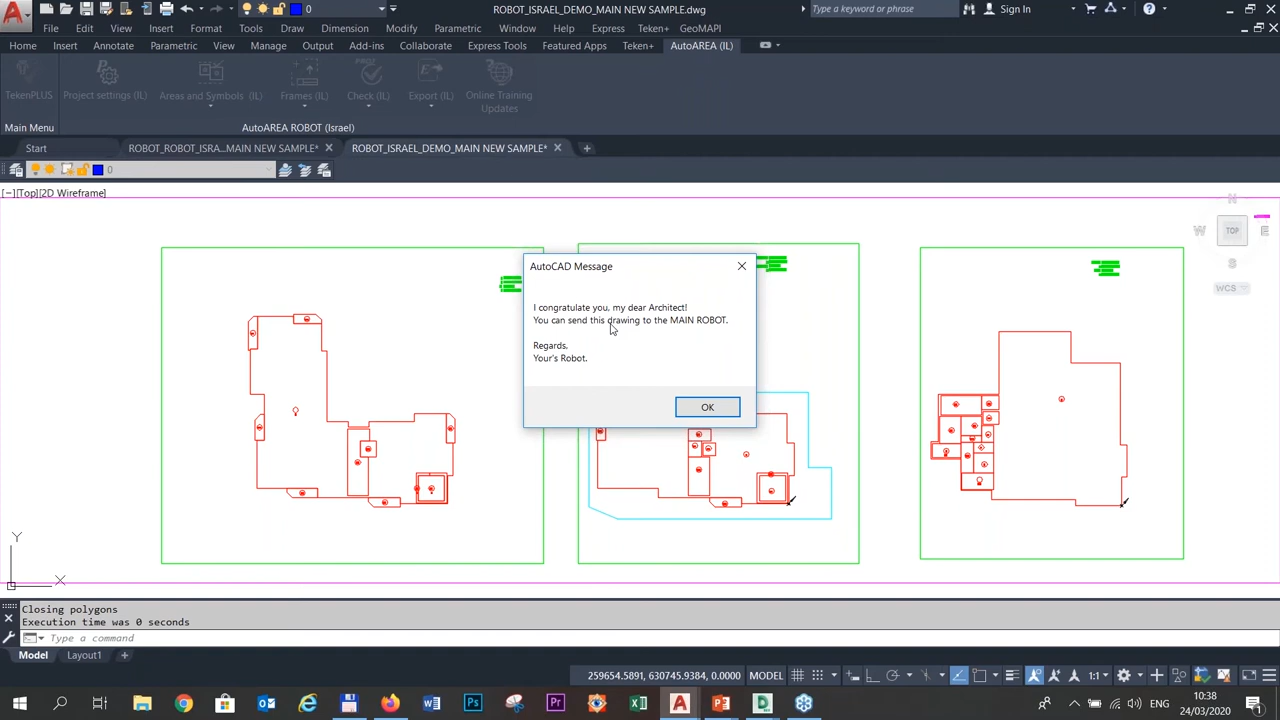 ROBOT_ISRAEL_DEMO_MAIN NEW SAMPLE.dwg
0
Type a keyword or phrase
Sign In
File Edit View Insert Format Tools Draw Dimension Modify Parametric Window Help Express Teken+ GeoMAPI
Home Insert Annotate Parametric View Manage Output Add-ins Collaborate Express Tools Featured Apps Teken+ AutoAREA (IL)
TekenPLUS Project settings (IL) Areas and Symbols (IL) Frames (IL) Check (IL) Export (IL) Online Training
Updates
Main Menu AutoAREA ROBOT (Israel)
Start ROBOT_ROBOT_ISRA...MAIN NEW SAMPLE* ROBOT_ISRAEL_DEMO_MAIN NEW SAMPLE*
0
[−][Top][2D Wireframe]
N
W TOP E
S
WCS
AutoCAD Message
I congratulate you, my dear Architect!
You can send this drawing to the MAIN ROBOT.
Regards,
Your's Robot.
OK
Y
X
Closing polygons
Execution time was 0 seconds
Type a command
Model Layout1
259654.5891, 630745.9384, 0.0000 MODEL 1:1
ENG
10:38
24/03/2020